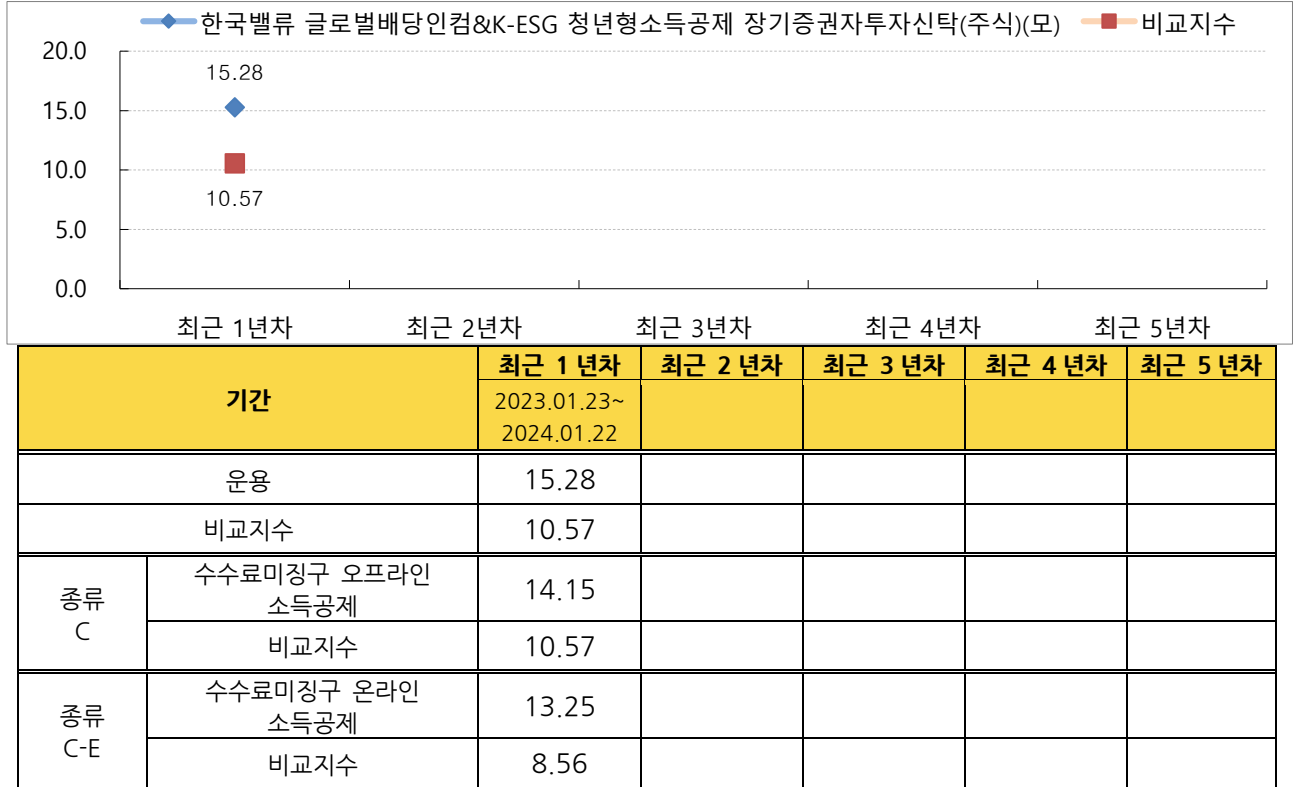 한국밸류 글로벌배당인컴&K-ESG 청년형소득공제 장기증권자투자신탁(주식)(모) 비교지수
20.0
15.28
15.0
10.0
10.57
5.0
0.0
최근 1년차 최근 2년차 최근 3년차 최근 4년차 최근 5년차
기간 최근 1 년차 최근 2 년차 최근 3 년차 최근 4 년차 최근 5 년차
2023.01.23~
2024.01.22
운용 15.28
비교지수 10.57
종류
C
수수료미징구 오프라인
소득공제
14.15
비교지수 10.57
종류
C-E
수수료미징구 온라인
소득공제
13.25
비교지수 8.56